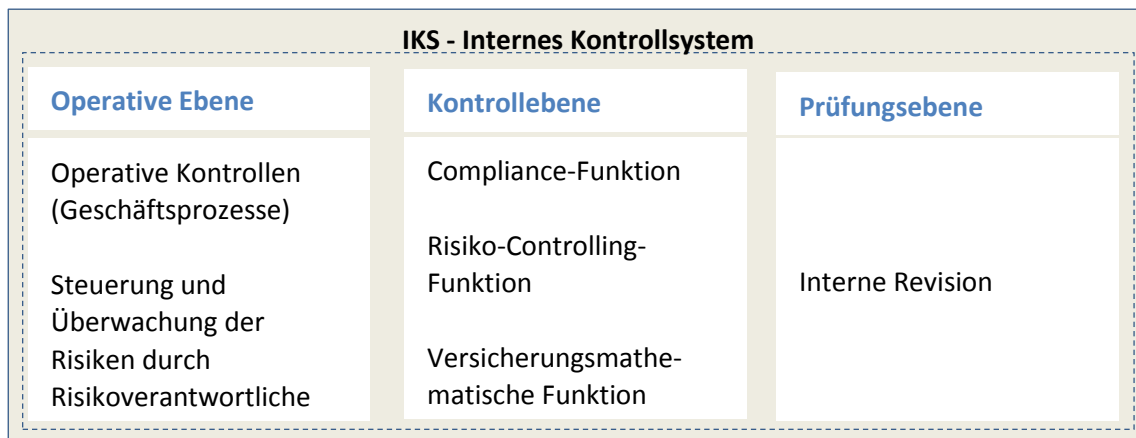 IKS - Internes Kontrollsystem
Operative Ebene
Operative Kontrollen
(Geschäftsprozesse)
Steuerung und
Überwachung der
Risiken durch
Risikoverantwortliche
Kontrollebene
Compliance-Funktion
Risiko-Controlling-
Funktion
Versicherungsmathe-
matische Funktion
Prüfungsebene
Interne Revision